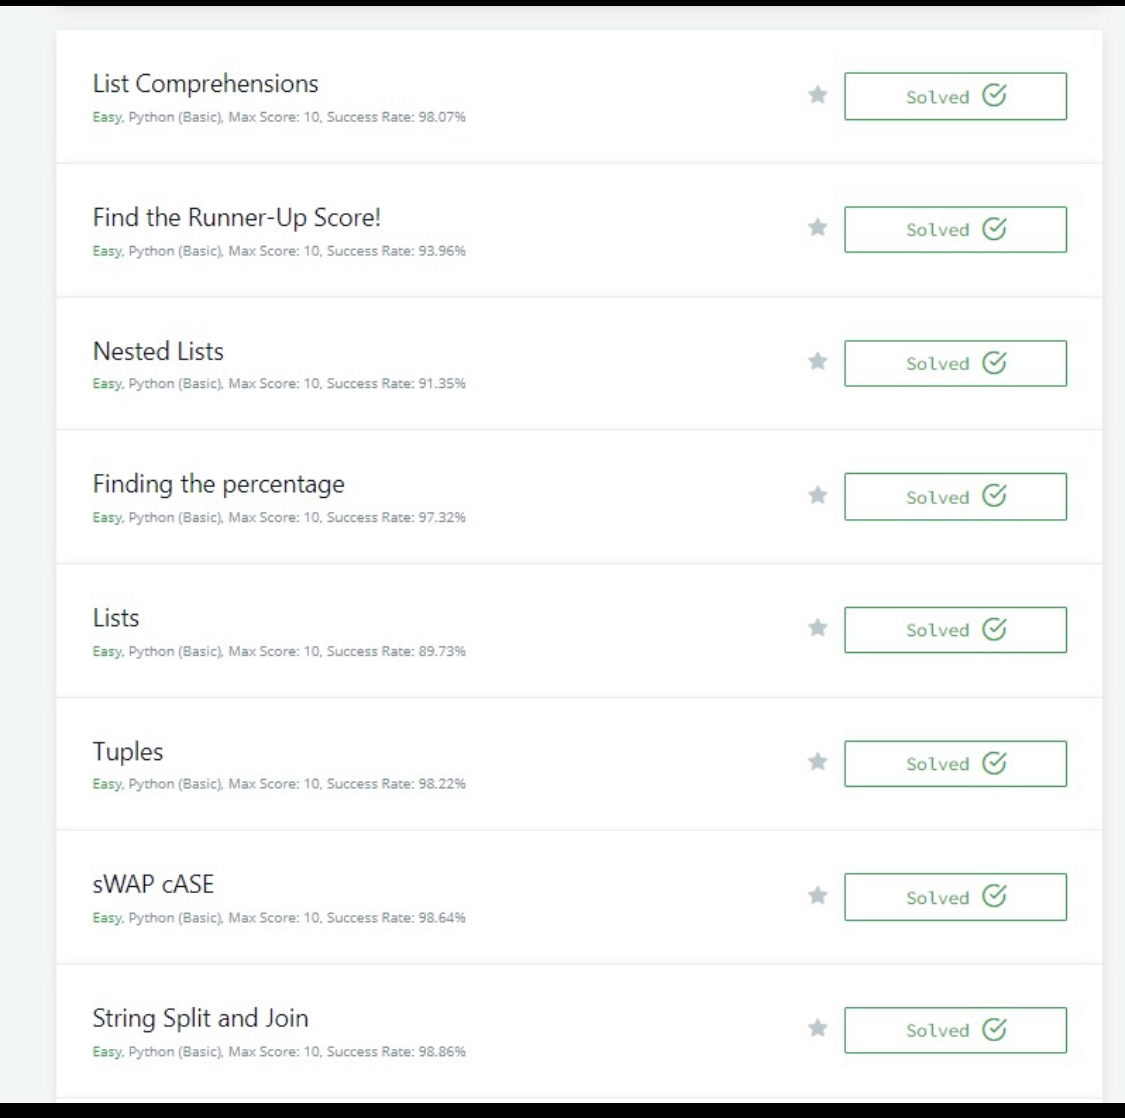 List Comprehensions
Easy, Python (Basic), Max Score: 10, Success Rate: 98.07%
Solved
Find the Runner-Up Score!
Easy, Python (Basic), Max Score: 10, Success Rate: 93.96%
Solved
Nested Lists
Easy, Python (Basic), Max Score: 10, Success Rate: 91.35%
Solved
Finding the percentage
Easy, Python (Basic), Max Score: 10, Success Rate: 97.32%
Solved
Lists
Easy, Python (Basic), Max Score: 10, Success Rate: 89.73%
Solved
Tuples
Easy, Python (Basic), Max Score: 10, Success Rate: 98.22%
Solved
sWAP cASE
Easy, Python (Basic), Max Score: 10, Success Rate: 98.64%
Solved
String Split and Join
Easy, Python (Basic), Max Score: 10, Success Rate: 98.86%
Solved